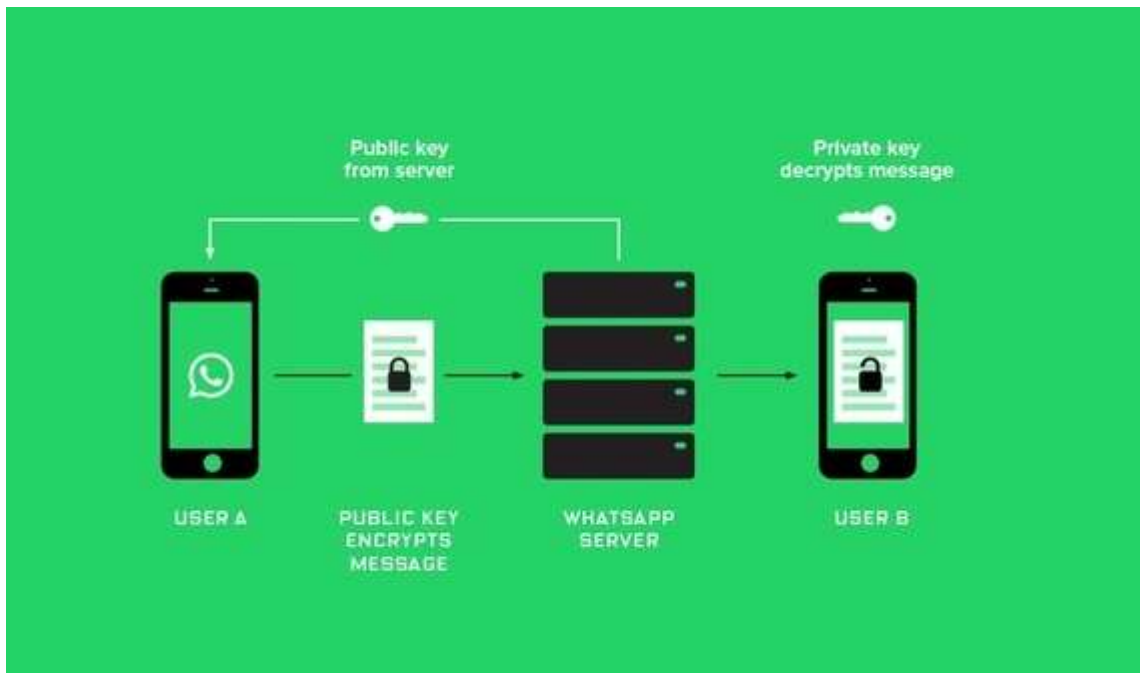 Public key
from server
Private key
decrypts message
USER A
PUBLIC KEY
ENCRYPTS
MESSAGE
WHATSAPP
SERVER
USER B